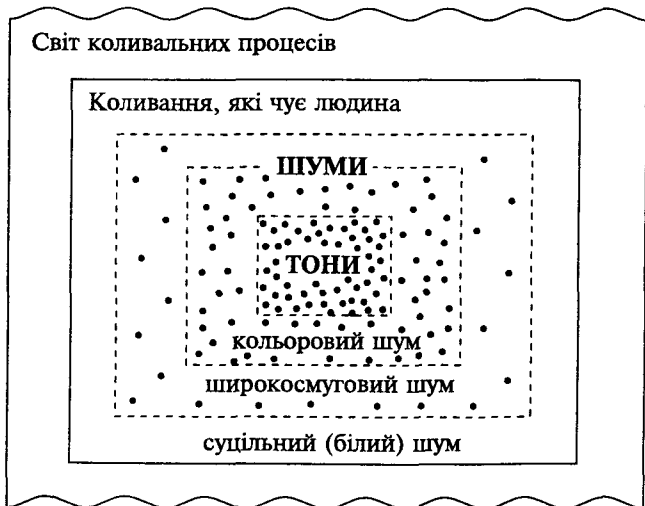 Світ коливальних процесів
Коливання, які чує людина
ШУМИ
ТОНИ
кольоровий шум
широкосмуговий шум
суцільний (білий) шум